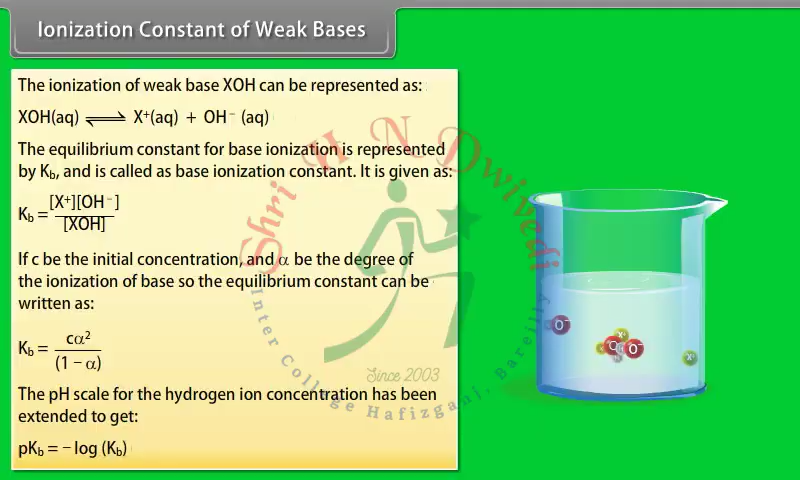 Ionization Constant of Weak Bases
The ionization of weak base XOH can be represented as:
XOH(aq) ⇌ X⁺(aq) + OH⁻ (aq)
The equilibrium constant for base ionization is represented
by K_b, and is called as base ionization constant. It is given as:
K_b = [X⁺][OH⁻]
[XOH]
If c be the initial concentration, and α be the degree of
the ionization of base so the equilibrium constant can be
written as:
K_b = cα²
(1 − α)
The pH scale for the hydrogen ion concentration has been
extended to get:
pK_b = − log (K_b)
Shri H N Dwivedi
Inter College Hafizganj, Bareilly
Since 2003
O⁻
X⁺
O
O⁻
X⁺